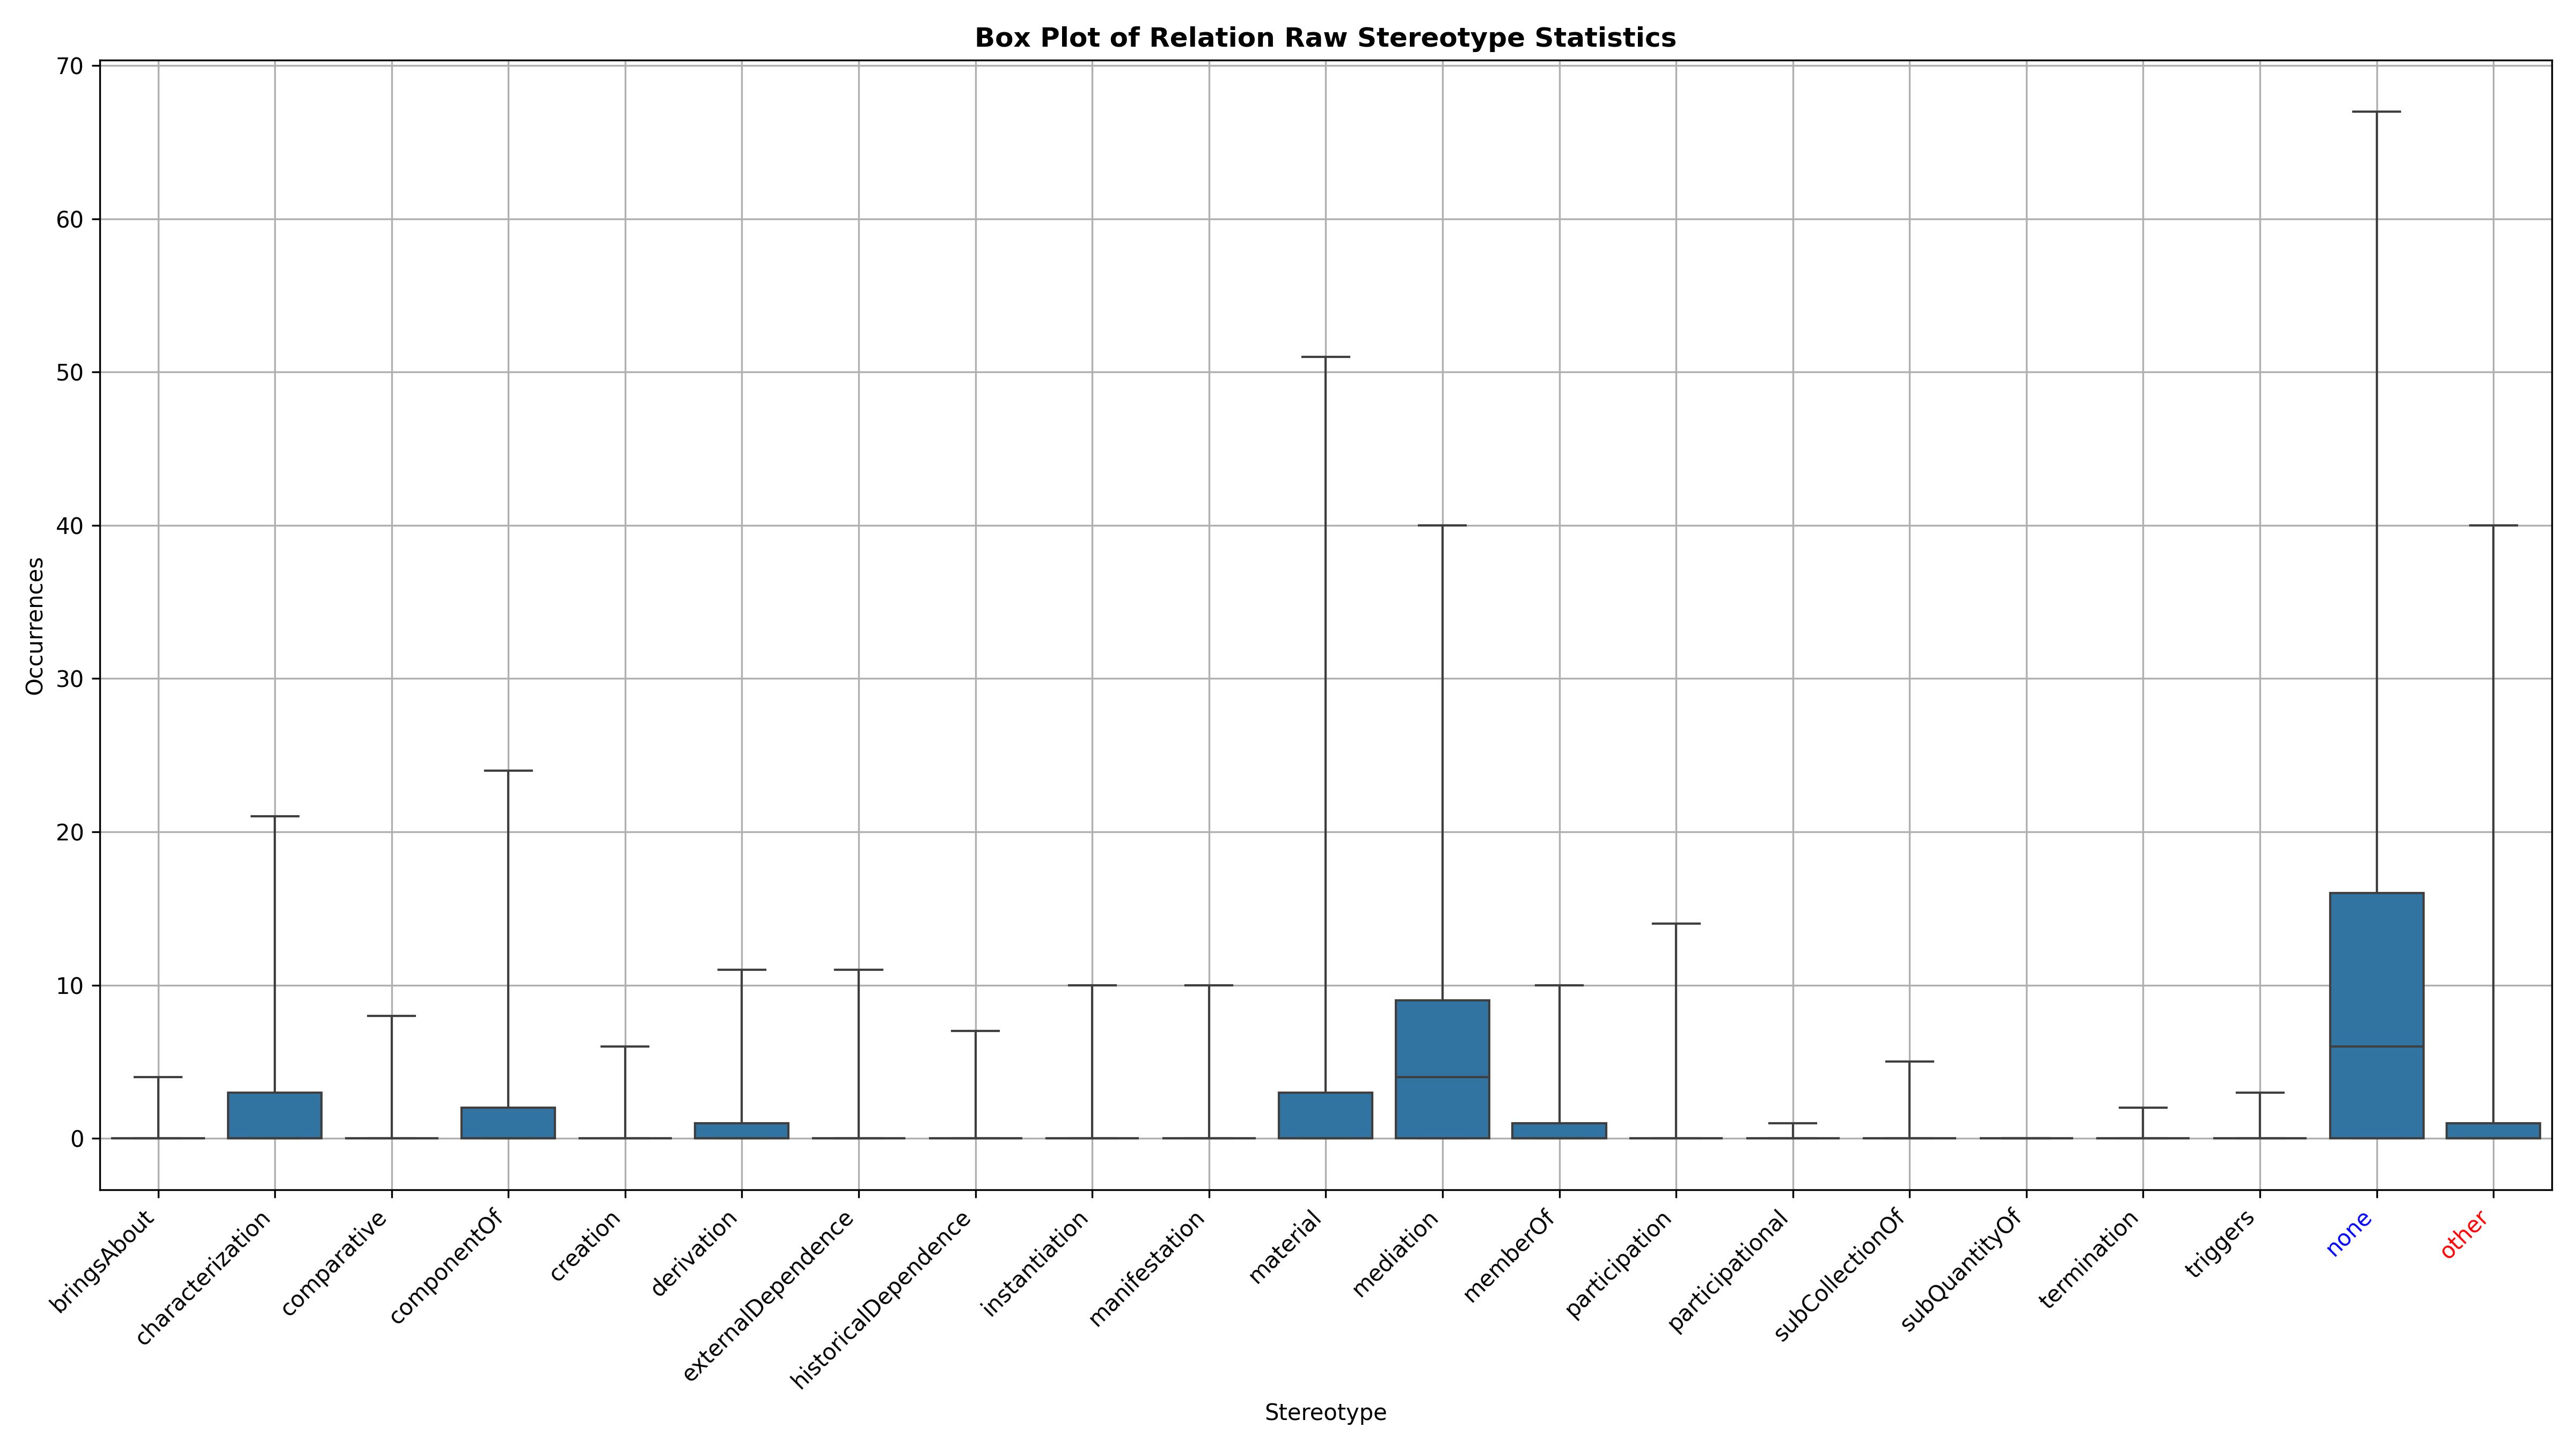 Box Plot of Relation Raw Stereotype Statistics
70
60
50
40
30
20
10
0
Occurrences
bringsAbout
characterization
comparative
componentOf
creation
derivation
externalDependence
historicalDependence
instantiation
manifestation
material
mediation
memberOf
participation
participational
subCollectionOf
subQuantityOf
termination
triggers
none
other
Stereotype